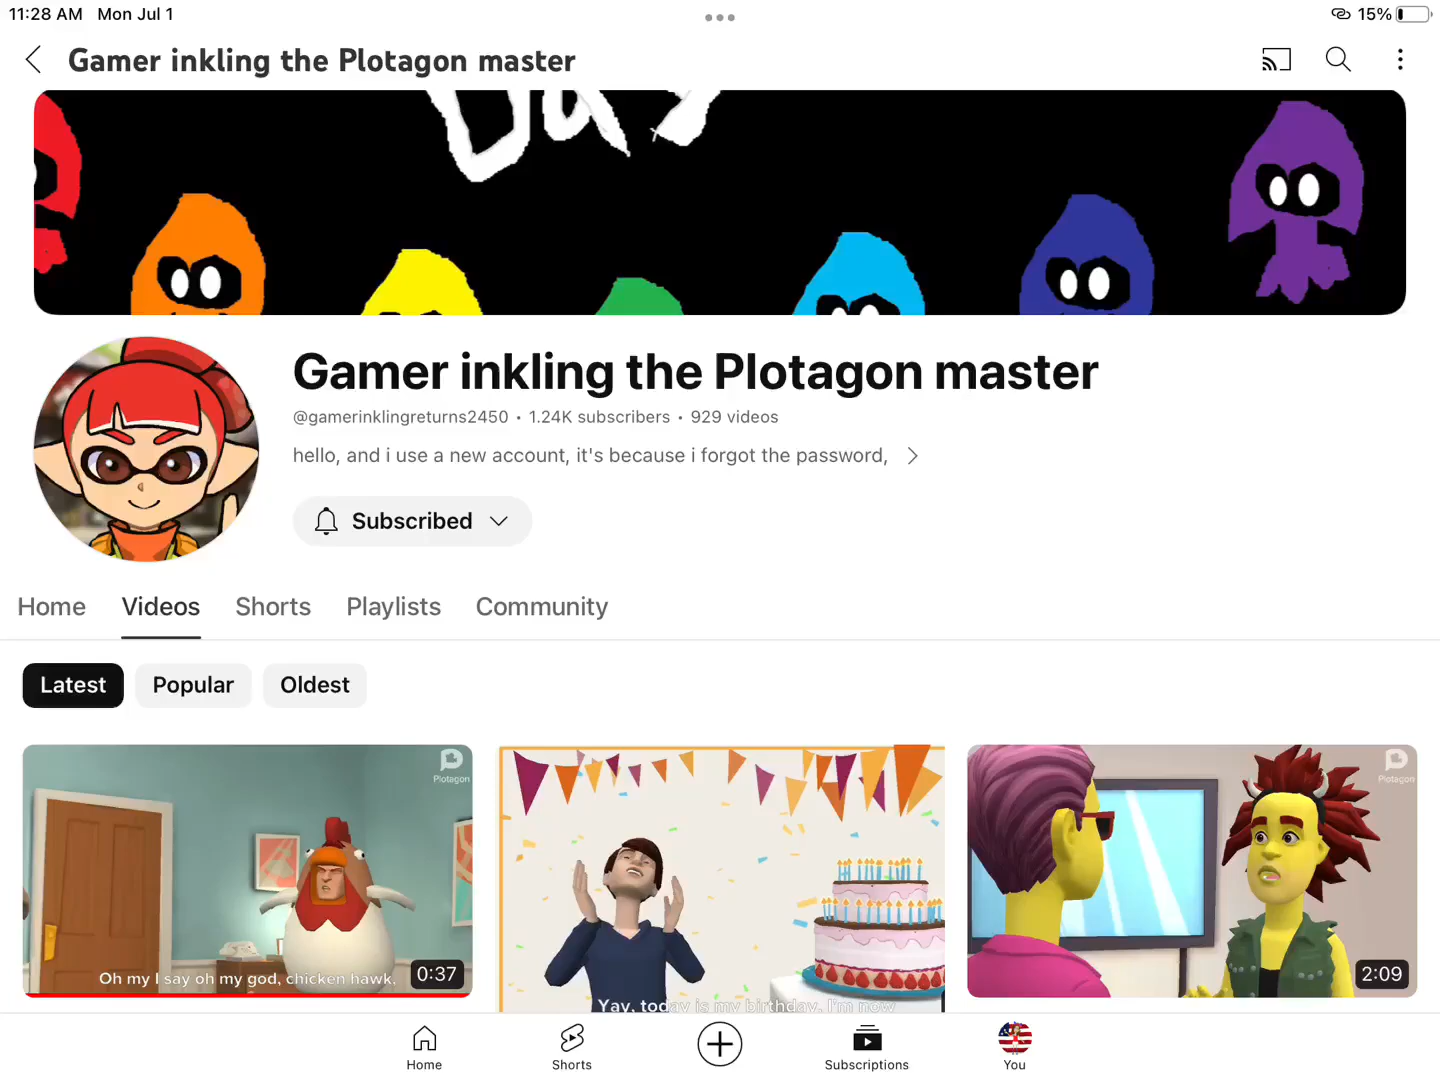 11:28 AM Mon Jul 1
15%
Gamer inkling the Plotagon master
Gamer inkling the Plotagon master
@gamerinklingreturns2450 • 1.24K subscribers • 929 videos
hello, and i use a new account, it's because i forgot the password,
Subscribed
Home Videos Shorts Playlists Community
Latest Popular Oldest
Plotagon
Oh my I say oh my god, chicken hawk.
0:37
Yay, today is my birthday, I'm now
Plotagon
2:09
Home Shorts Subscriptions You